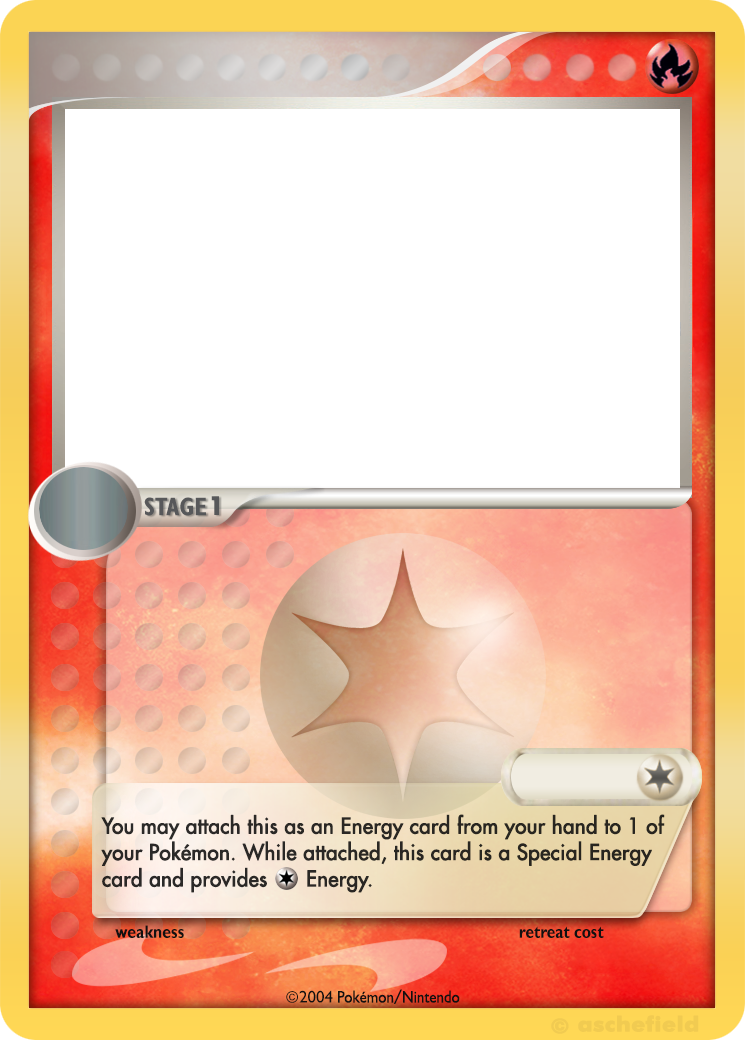 STAGE 1
You may attach this as an Energy card from your hand to 1 of
your Pokémon. While attached, this card is a Special Energy
card and provides Energy.
weakness retreat cost
©2004 Pokémon/Nintendo
© aschefield